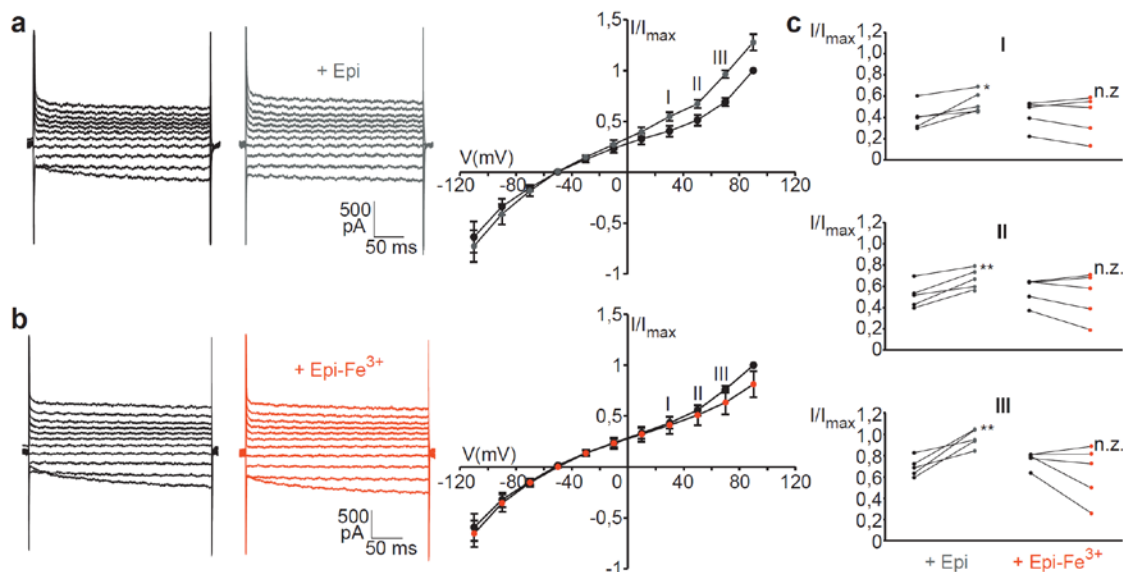 a
+ Epi
500
pA
50 ms
I/Imax
1,5
1
0.5
-0,5
-1
V(mV)
-120 -80 -40 0 40 80 120
I II III
b
+ Epi-Fe3+
500
pA
50 ms
I/Imax
1,5
1
0.5
-0,5
-1
V(mV)
-120 -80 -40 0 40 80 120
I II III
c
I/Imax
1,2
1,0
0,8
0,6
0,4
0,2
0
I
*
n.z
I/Imax
1,2
1,0
0,8
0,6
0,4
0,2
0
II
**
n.z.
I/Imax
1,2
1,0
0,8
0,6
0,4
0,2
0
III
**
n.z.
+ Epi
+ Epi-Fe3+